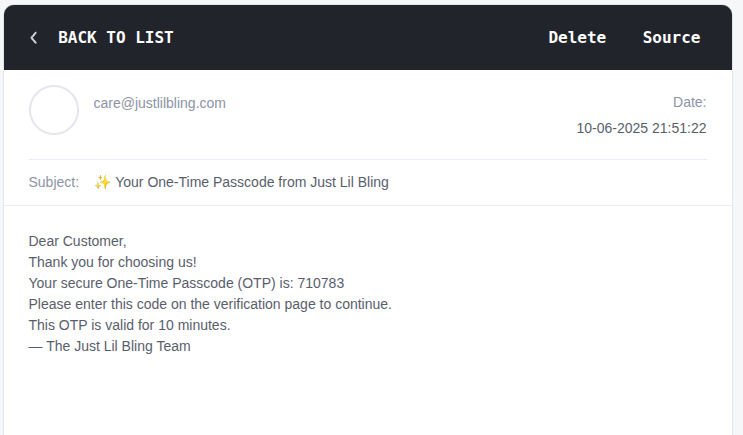 BACK TO LIST Delete Source
care@justlilbling.com
Date:
10-06-2025 21:51:22
Subject: ✨ Your One-Time Passcode from Just Lil Bling
Dear Customer,
Thank you for choosing us!
Your secure One-Time Passcode (OTP) is: 710783
Please enter this code on the verification page to continue.
This OTP is valid for 10 minutes.
— The Just Lil Bling Team